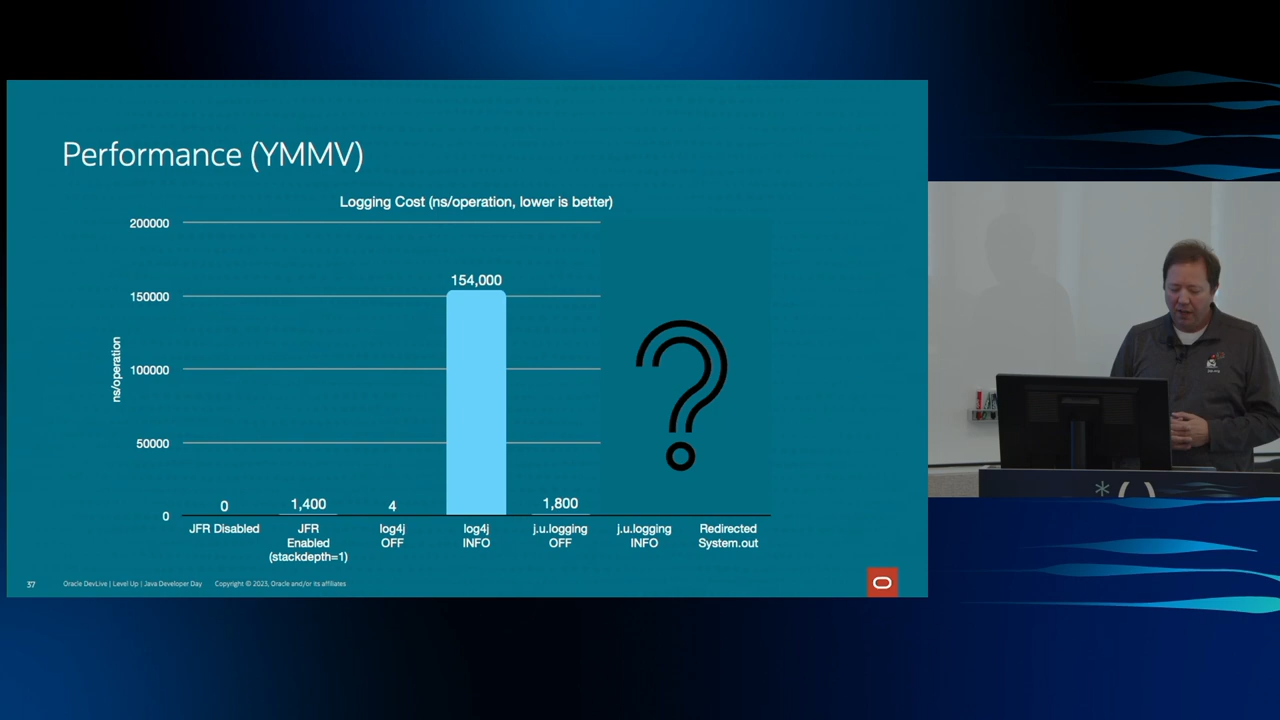 Performance (YMMV)
Logging Cost (ns/operation, lower is better)
ns/operation
200000
150000
100000
50000
0
0
1,400
4
154,000
1,800
JFR Disabled
JFR
Enabled
(stackdepth=1)
log4j
OFF
log4j
INFO
j.u.logging
OFF
j.u.logging
INFO
Redirected
System.out
?
37
Oracle DevLive | Level Up | Java Developer Day
Copyright © 2023, Oracle and/or its affiliates